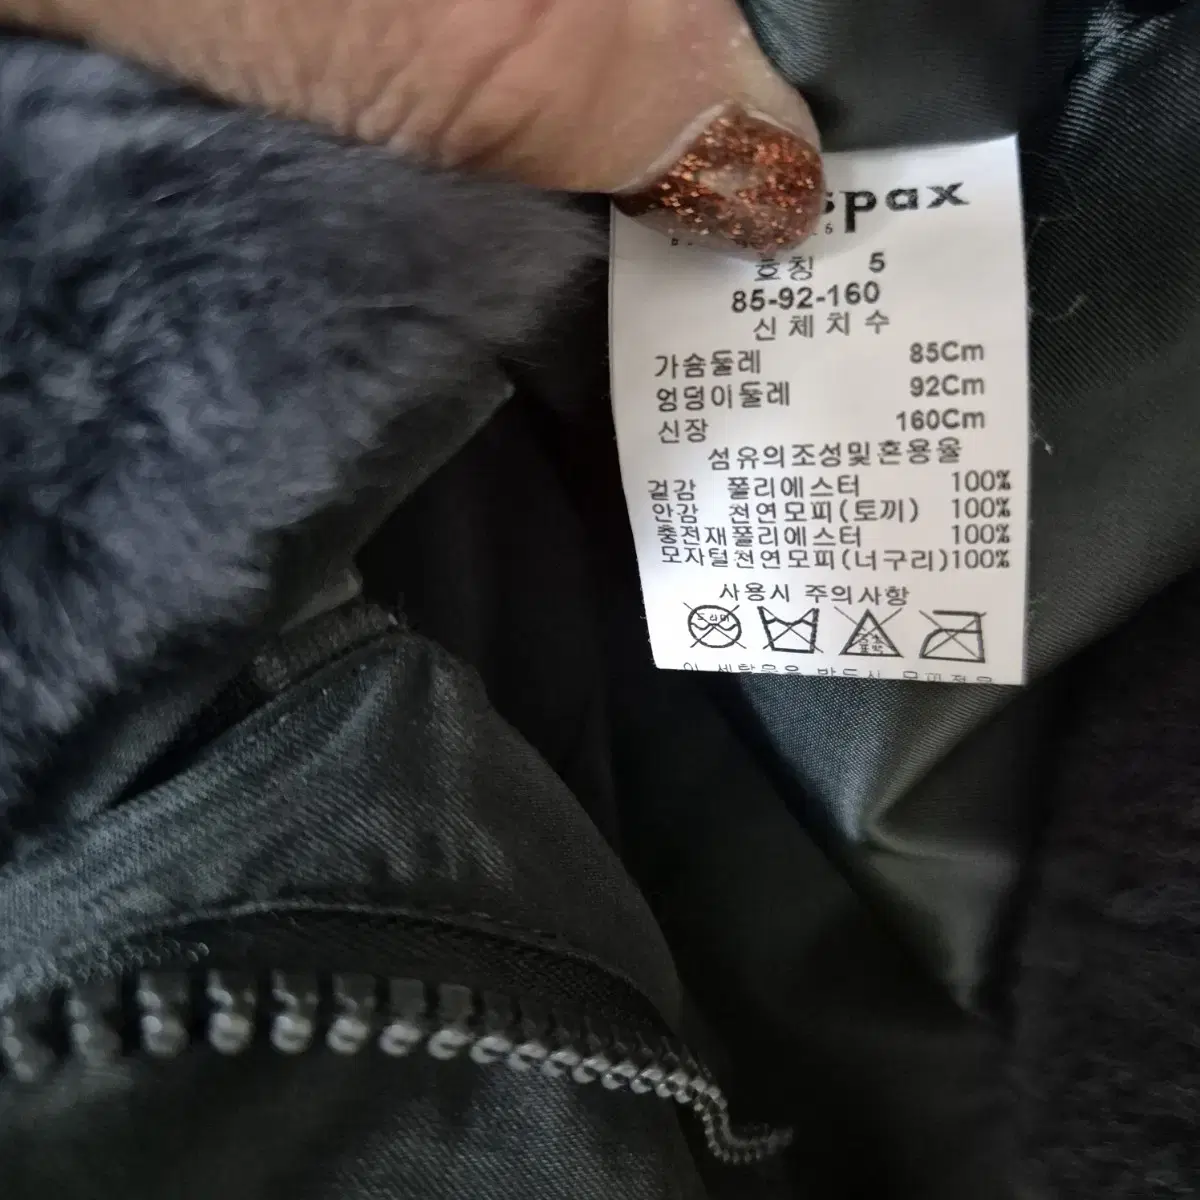 spax
호칭 5
85-92-160
신체치수
가슴둘레 85Cm
엉덩이둘레 92Cm
신장 160Cm
섬유의조성및혼용율
겉감 폴리에스터 100%
안감 천연모피(토끼) 100%
충전재폴리에스터 100%
모자털천연모피(너구리)100%
사용시 주의사항
드라이